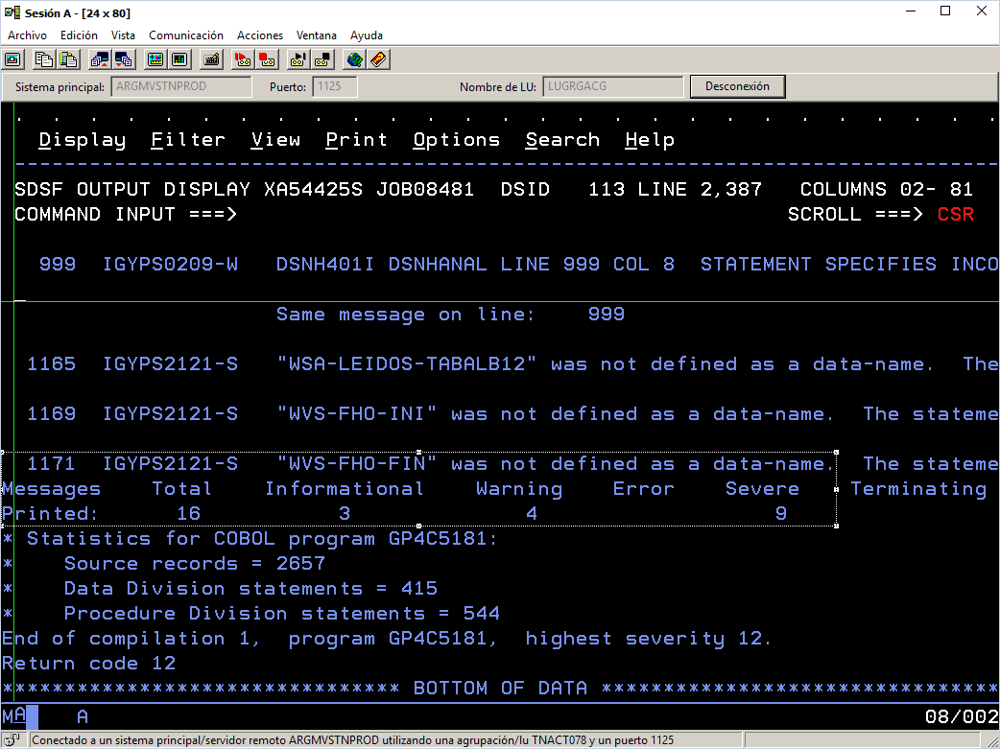 Sesión A - [24 x 80]
Archivo Edición Vista Comunicación Acciones Ventana Ayuda
Sistema principal: ARGMVSTNPROD Puerto: 1125 Nombre de LU: LUGRGACG Desconexión
. . . . . . . . . . . . . . . . . . . . . . . . . . .
Display Filter View Print Options Search Help
-------------------------------------------------------------------------------
SDSF OUTPUT DISPLAY XA54425S JOB08481 DSID 113 LINE 2,387 COLUMNS 02- 81
COMMAND INPUT ===> SCROLL ===> CSR
999 IGYPS0209-W DSNH401I DSNHANAL LINE 999 COL 8 STATEMENT SPECIFIES INCO
Same message on line: 999
1165 IGYPS2121-S "WSA-LEIDOS-TABALB12" was not defined as a data-name. The
1169 IGYPS2121-S "WVS-FHO-INI" was not defined as a data-name. The stateme
1171 IGYPS2121-S "WVS-FHO-FIN" was not defined as a data-name. The stateme
Messages Total Informational Warning Error Severe Terminating
Printed: 16 3 4 9
* Statistics for COBOL program GP4C5181:
* Source records = 2657
* Data Division statements = 415
* Procedure Division statements = 544
End of compilation 1, program GP4C5181, highest severity 12.
Return code 12
******************************** BOTTOM OF DATA ********************************
MA A 08/002
Conectado a un sistema principal/servidor remoto ARGMVSTNPROD utilizando una agrupación/lu TNACT078 y un puerto 1125